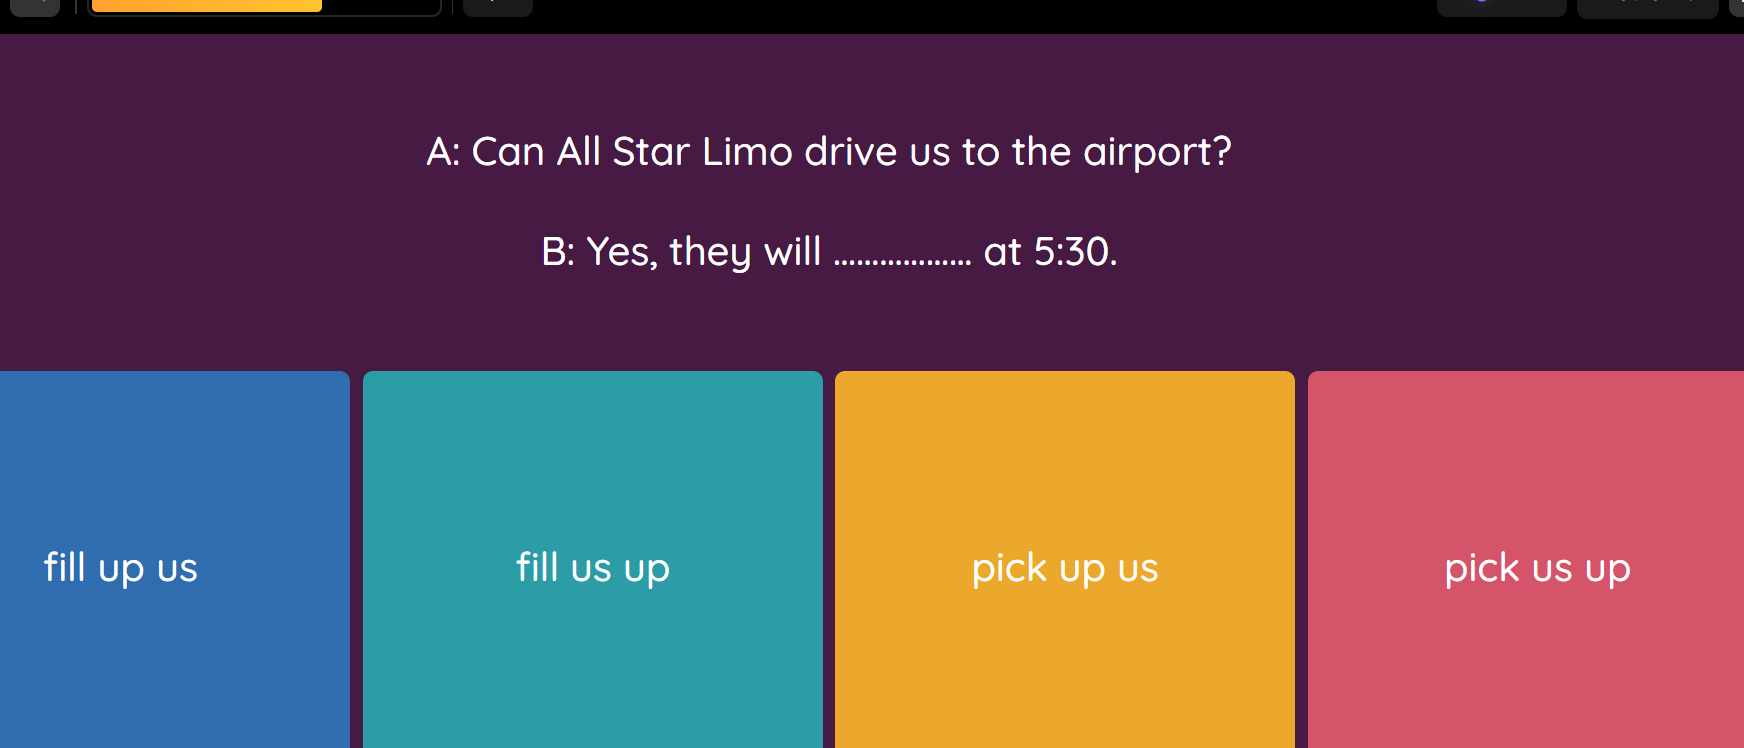 A: Can All Star Limo drive us to the airport?
B: Yes, they will .................. at 5:30.
fill up us
fill us up
pick up us
pick us up